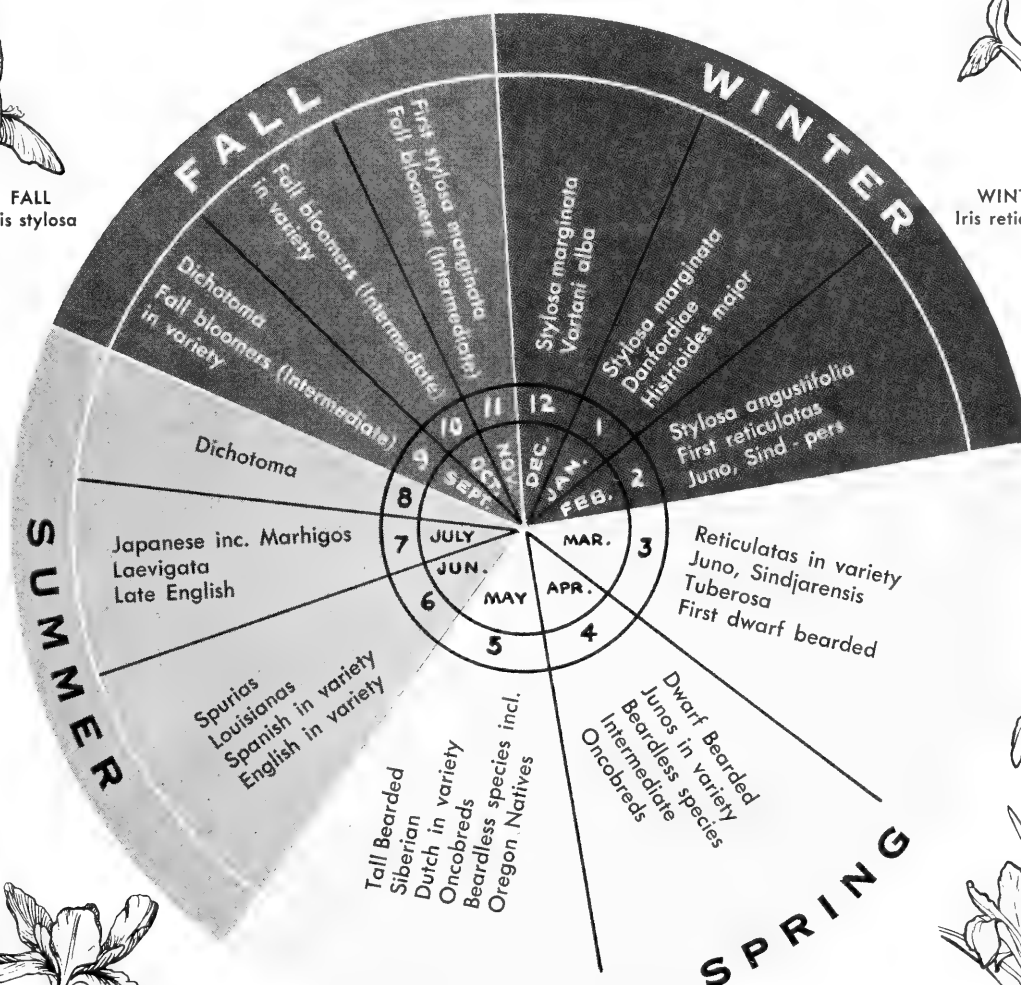 FALL
WINTER
FALL
is stylosa
WINT
Iris retic
First stylosa marginata
Fall bloomers (Intermediate)
Fall bloomers (Intermediate)
in variety
Dichotoma
Fall bloomers (Intermediate)
in variety
Stylosa marginata
Vartani alba
Stylosa marginata
Danfordiae
Histrioides major
Stylosa angustifolia
First reticulatas
Juno, Sind - pers
Reticulatas in variety
Juno, Sindjarensis
Tuberosa
First dwarf bearded
Dwarf Bearded
Junos in variety
Beardless species
Intermediate
Oncobreds
Tall Bearded
Siberian
Dutch in variety
Oncobreds
Beardless species incl.
Oregon Natives
Spurias
Louisianas
Spanish in variety
English in variety
Japanese inc. Marhigos
Laevigata
Late English
Dichotoma
12
1
2
3
4
5
6
7
8
9
10
11
DEC.
JAN.
FEB.
MAR.
APR.
MAY
JUN.
JULY
SEPT.
OCT.
NOV.
SUMMER
SPRING